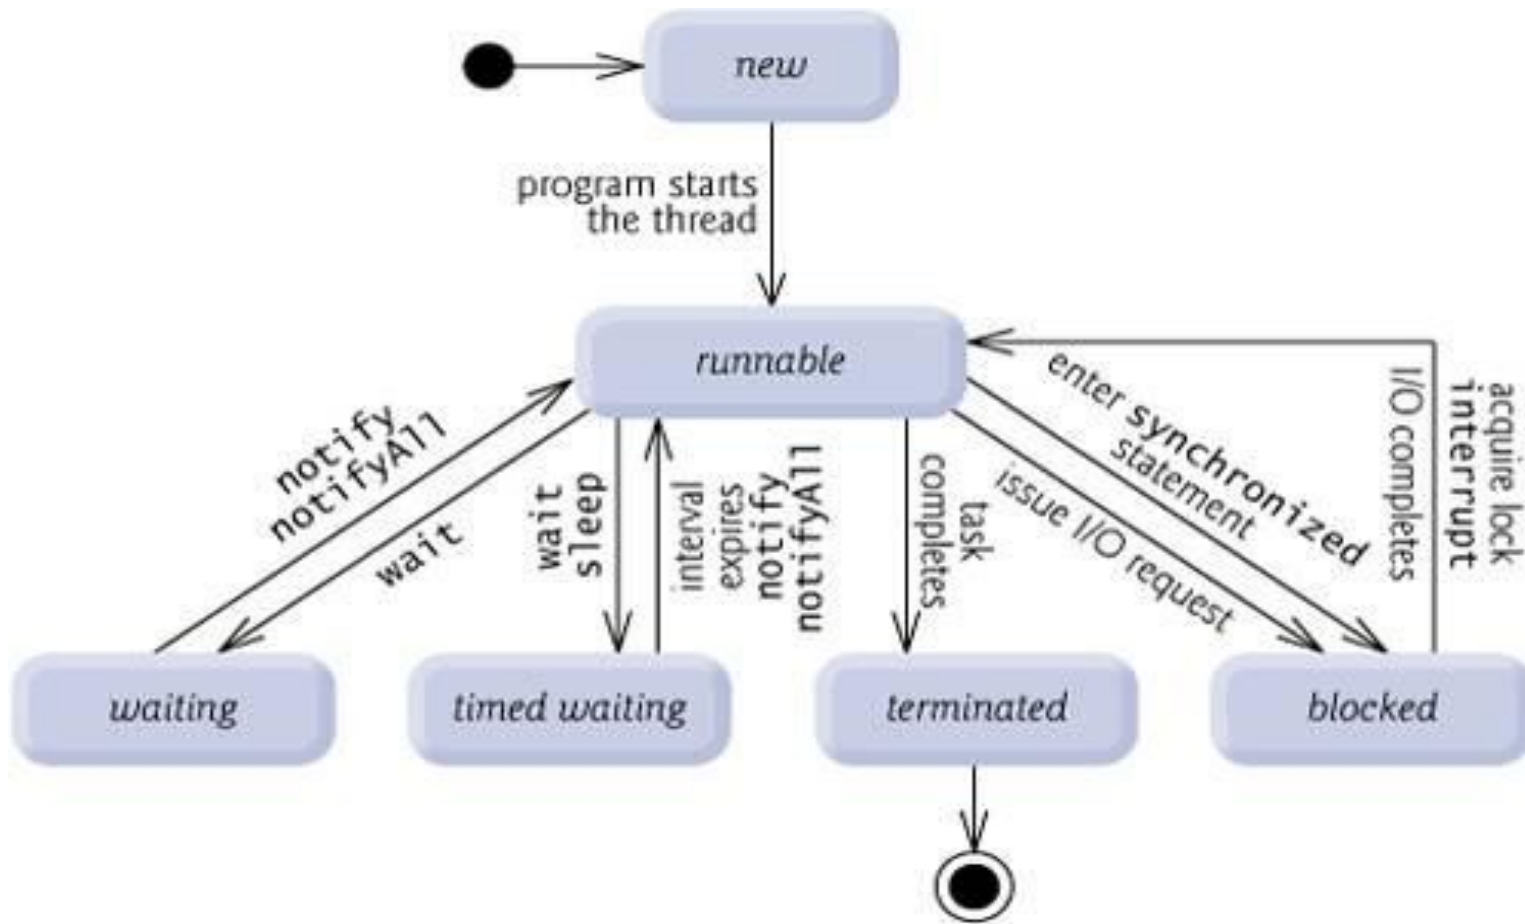 new
program starts
the thread
runnable
notify
notifyAll
wait
wait
sleep
interval
expires
notify
notifyAll
task
completes
issue I/O request
enter synchronized
statement
I/O completes
interrupt
acquire lock
waiting
timed waiting
terminated
blocked